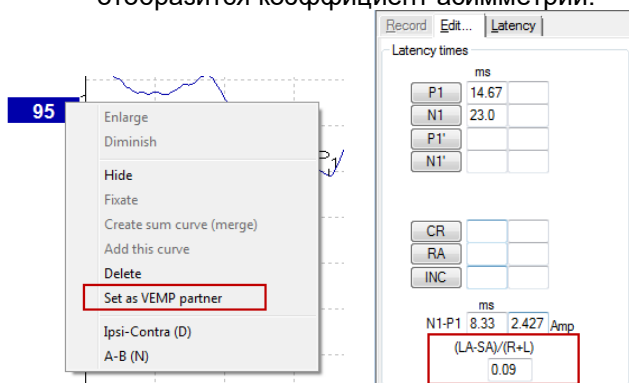 отобразится коэффициент асимметрии.
95
Enlarge
Diminish
Hide
Fixate
Create sum curve (merge)
Add this curve
Delete
Set as VEMP partner
Ipsi-Contra (D)
A-B (N)
P1
Record Edit... Latency
Latency times
ms
P1 14.67
N1 23.0
P1'
N1'
CR
RA
INC
ms
N1-P1 8.33 2.427 Amp
(LA-SA)/(R+L)
0.09